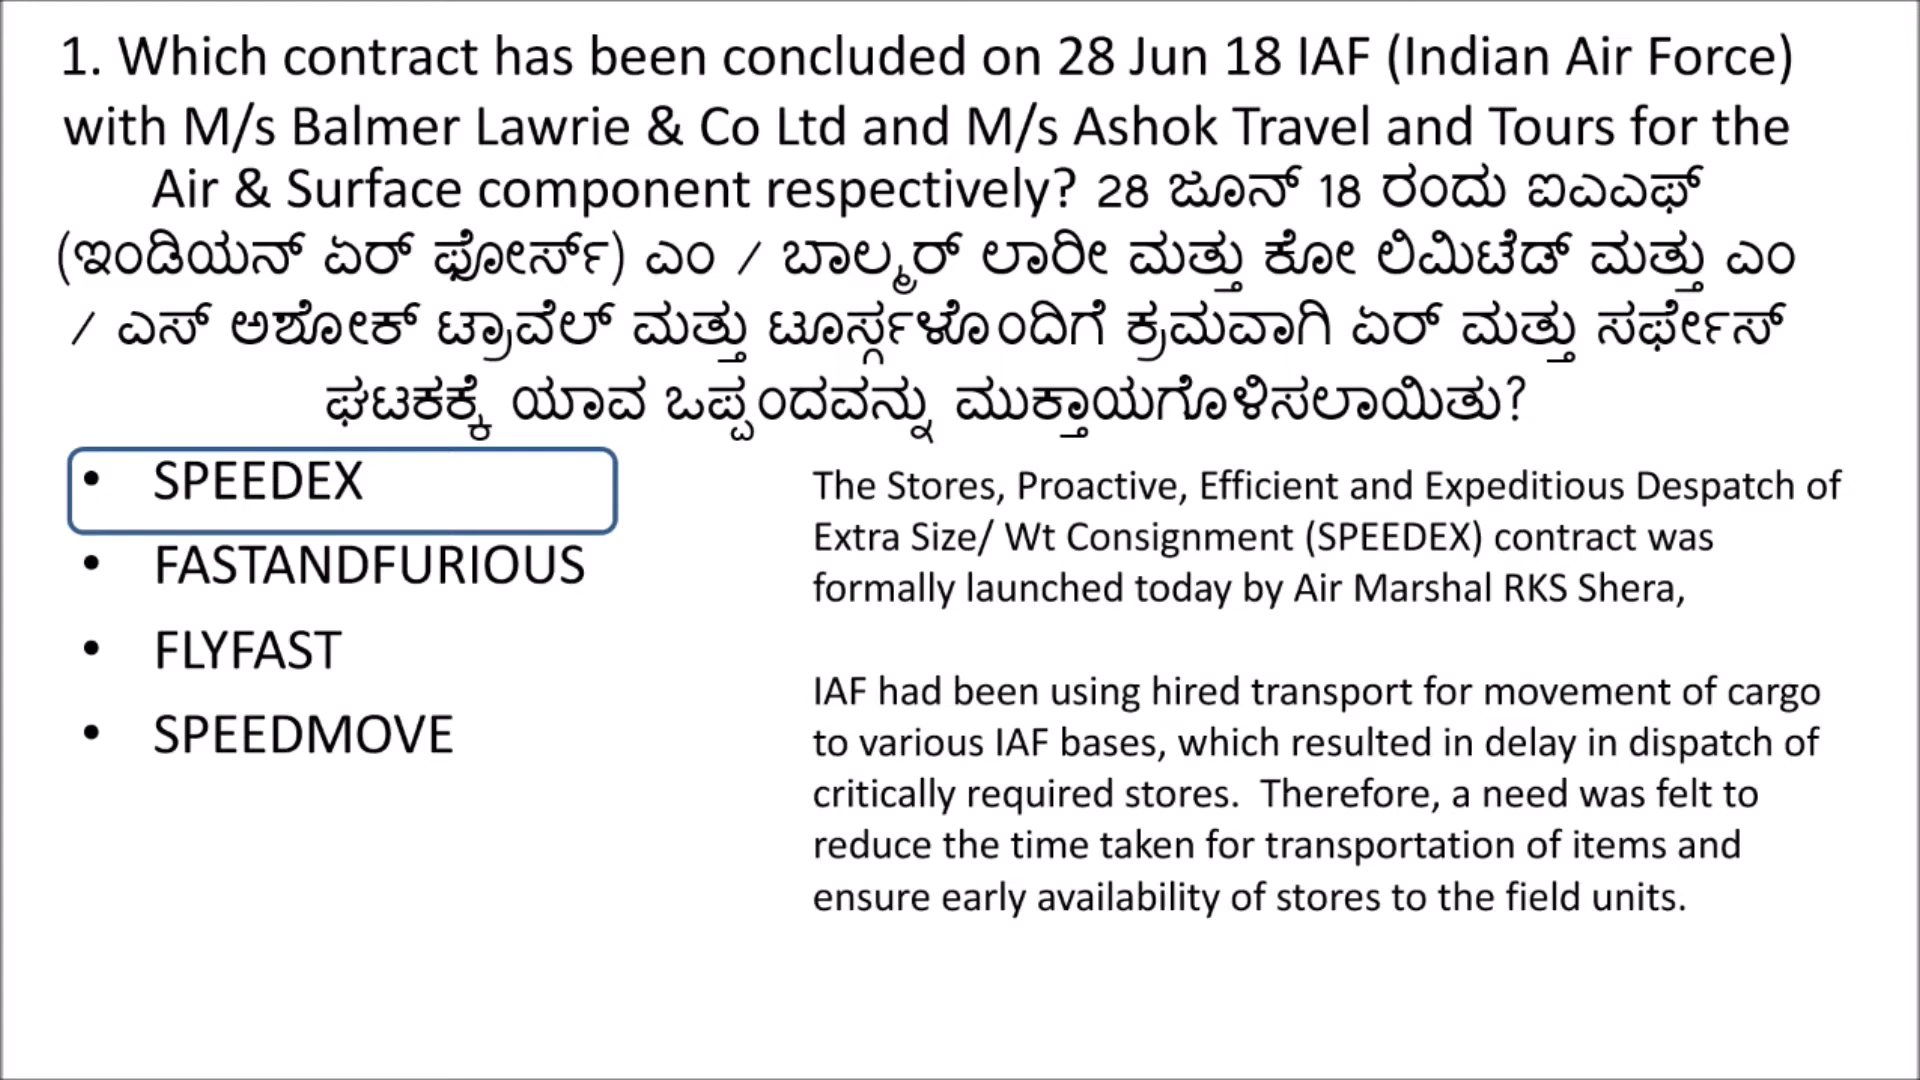 1. Which contract has been concluded on 28 Jun 18 IAF (Indian Air Force)
with M/s Balmer Lawrie & Co Ltd and M/s Ashok Travel and Tours for the
Air & Surface component respectively? 28 ಜೂನ್ 18 ರಂದು ಐಎಎಫ್
(ಇಂಡಿಯನ್ ಏರ್ ಫೋರ್ಸ್) ಎಂ / ಬಾಲ್ಮರ್ ಲಾರೀ ಮತ್ತು ಕೋ ಲಿಮಿಟೆಡ್ ಮತ್ತು ಎಂ
/ ಎಸ್ ಅಶೋಕ್ ಟ್ರಾವೆಲ್ ಮತ್ತು ಟೂರ್ಸ್ಗಳೊಂದಿಗೆ ಕ್ರಮವಾಗಿ ಏರ್ ಮತ್ತು ಸರ್ಫೇಸ್
ಘಟಕಕ್ಕೆ ಯಾವ ಒಪ್ಪಂದವನ್ನು ಮುಕ್ತಾಯಗೊಳಿಸಲಾಯಿತು?
• SPEEDEX
• FASTANDFURIOUS
• FLYFAST
• SPEEDMOVE
The Stores, Proactive, Efficient and Expeditious Despatch of
Extra Size/ Wt Consignment (SPEEDEX) contract was
formally launched today by Air Marshal RKS Shera,
IAF had been using hired transport for movement of cargo
to various IAF bases, which resulted in delay in dispatch of
critically required stores.  Therefore, a need was felt to
reduce the time taken for transportation of items and
ensure early availability of stores to the field units.